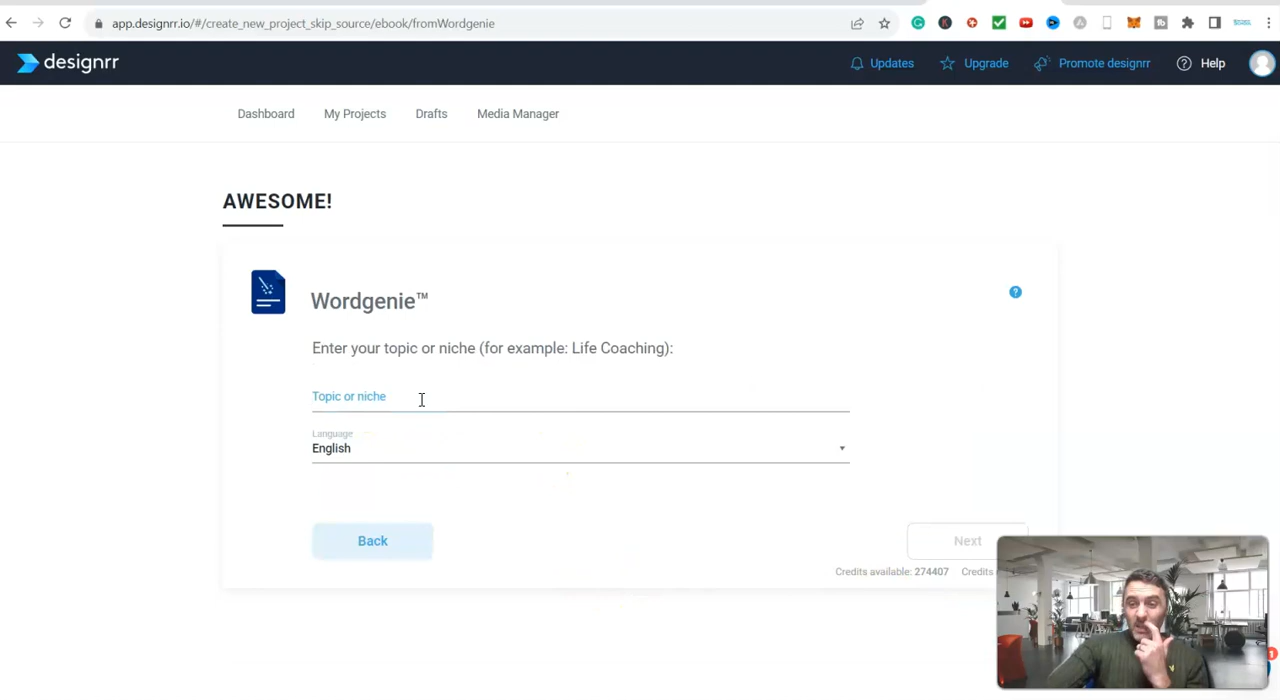 app.designrr.io/#/create_new_project_skip_source/ebook/fromWordgenie
designrr
Updates
Upgrade
Promote designrr
Help
Dashboard
My Projects
Drafts
Media Manager
AWESOME!
Wordgenie™
Enter your topic or niche (for example: Life Coaching):
Topic or niche
Language
English
Back
Next
Credits available: 274407 Credits
1